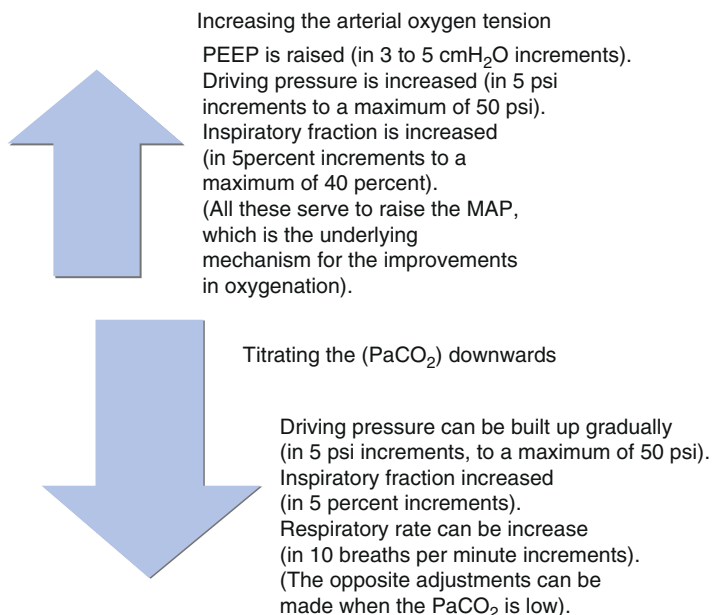 Increasing the arterial oxygen tension
PEEP is raised (in 3 to 5 cmH₂O increments).
Driving pressure is increased (in 5 psi
increments to a maximum of 50 psi).
Inspiratory fraction is increased
(in 5percent increments to a
maximum of 40 percent).
(All these serve to raise the MAP,
which is the underlying
mechanism for the improvements
in oxygenation).
Titrating the (PaCO₂) downwards
Driving pressure can be built up gradually
(in 5 psi increments, to a maximum of 50 psi).
Inspiratory fraction increased
(in 5 percent increments).
Respiratory rate can be increase
(in 10 breaths per minute increments).
(The opposite adjustments can be
made when the PaCO₂ is low).